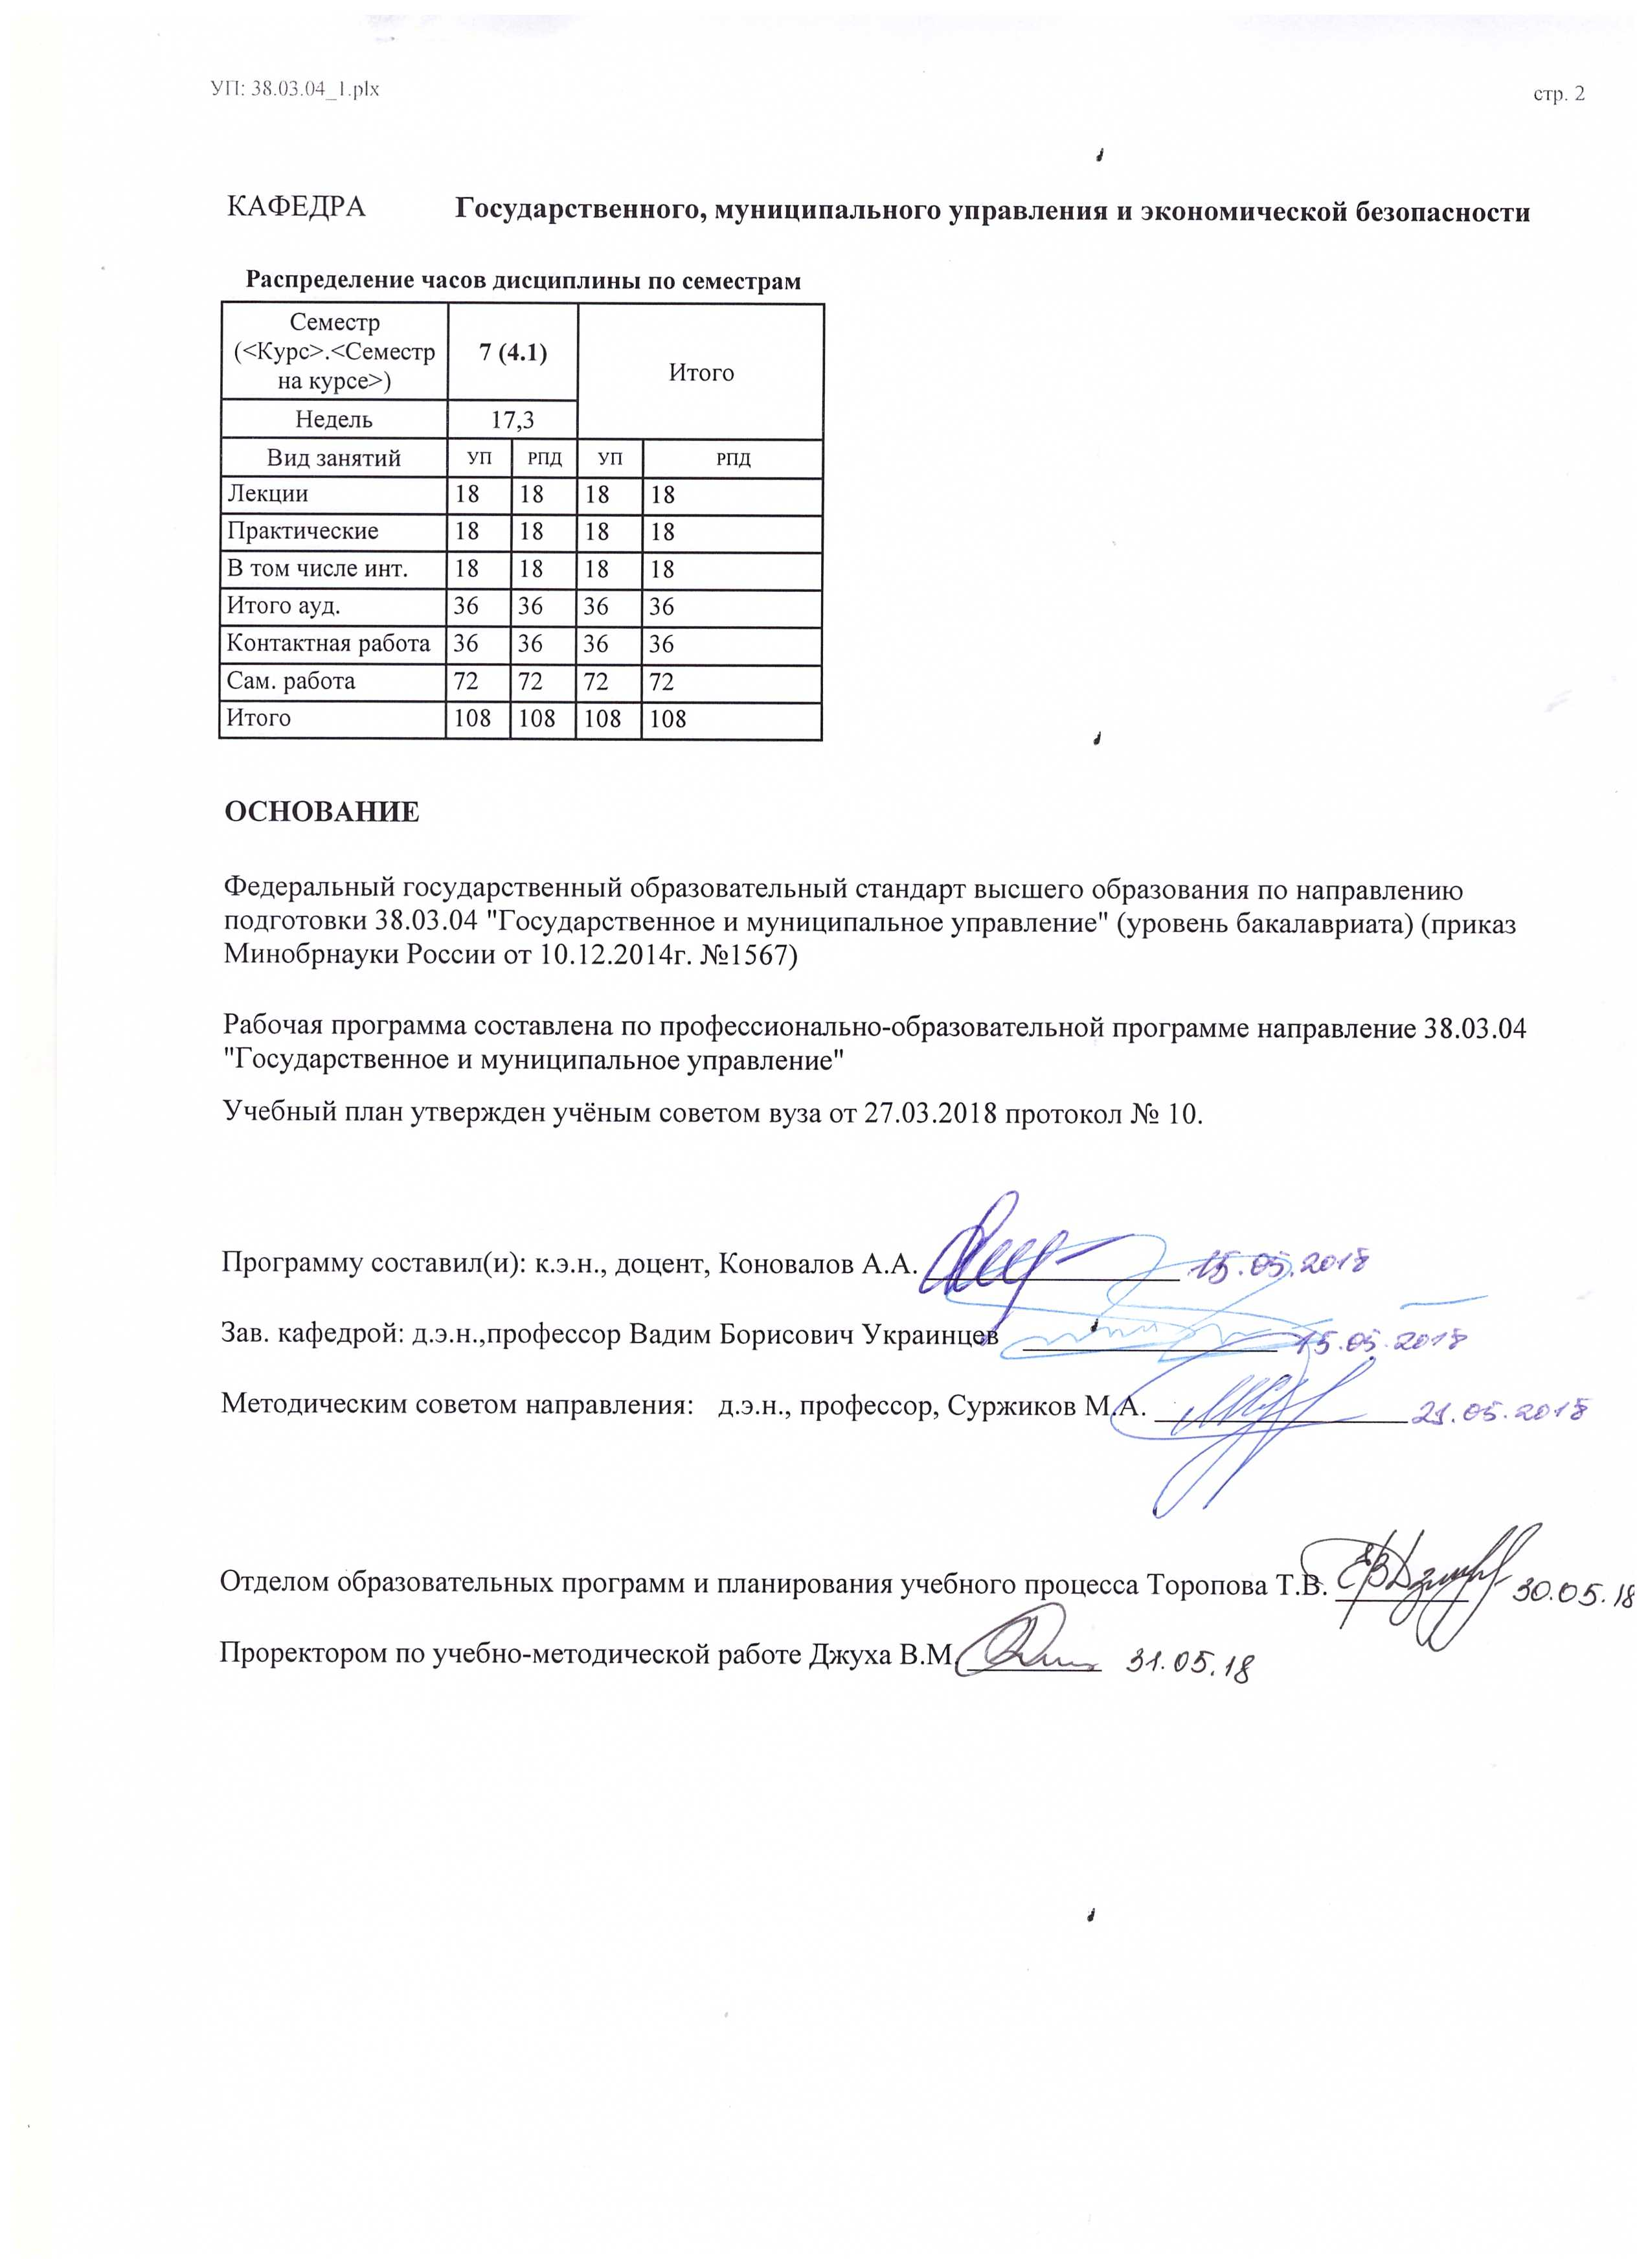 УП: 38.03.04_1.plx
стр. 2
КАФЕДРА Государственного, муниципального управления и экономической безопасности
Распределение часов дисциплины по семестрам
Семестр
(<Курс>.<Семестр
на курсе>)
7 (4.1)
Итого
Недель 17,3
Вид занятий УП РПД УП РПД
Лекции 18 18 18 18
Практические 18 18 18 18
В том числе инт. 18 18 18 18
Итого ауд. 36 36 36 36
Контактная работа 36 36 36 36
Сам. работа 72 72 72 72
Итого 108 108 108 108
ОСНОВАНИЕ
Федеральный государственный образовательный стандарт высшего образования по направлению
подготовки 38.03.04 "Государственное и муниципальное управление" (уровень бакалавриата) (приказ
Минобрнауки России от 10.12.2014г. №1567)
Рабочая программа составлена по профессионально-образовательной программе направление 38.03.04
"Государственное и муниципальное управление"
Учебный план утвержден учёным советом вуза от 27.03.2018 протокол № 10.
Программу составил(и): к.э.н., доцент, Коновалов А.А. 15.05.2018
Зав. кафедрой: д.э.н.,профессор Вадим Борисович Украинцев 15.05.2018
Методическим советом направления: д.э.н., профессор, Суржиков М.А. 21.05.2018
Отделом образовательных программ и планирования учебного процесса Торопова Т.В. 30.05.18
Проректором по учебно-методической работе Джуха В.М. 31.05.18